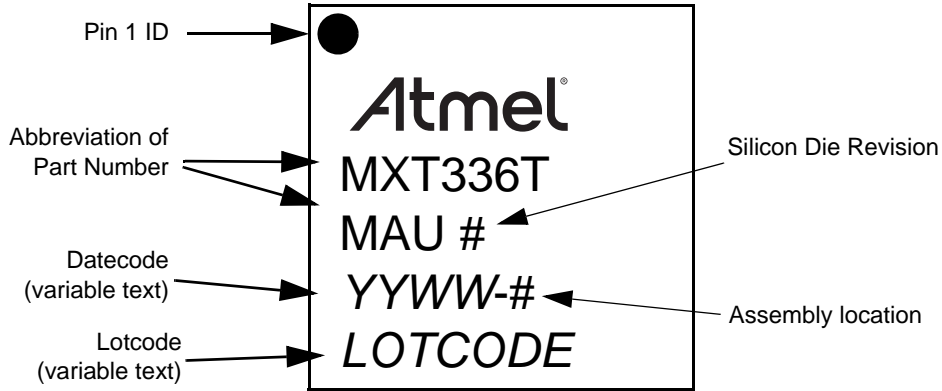 Pin 1 ID
Atmel®
Abbreviation of
Part Number
MXT336T
Silicon Die Revision
MAU #
Datecode
(variable text)
YYWW-#
Assembly location
Lotcode
(variable text)
LOTCODE